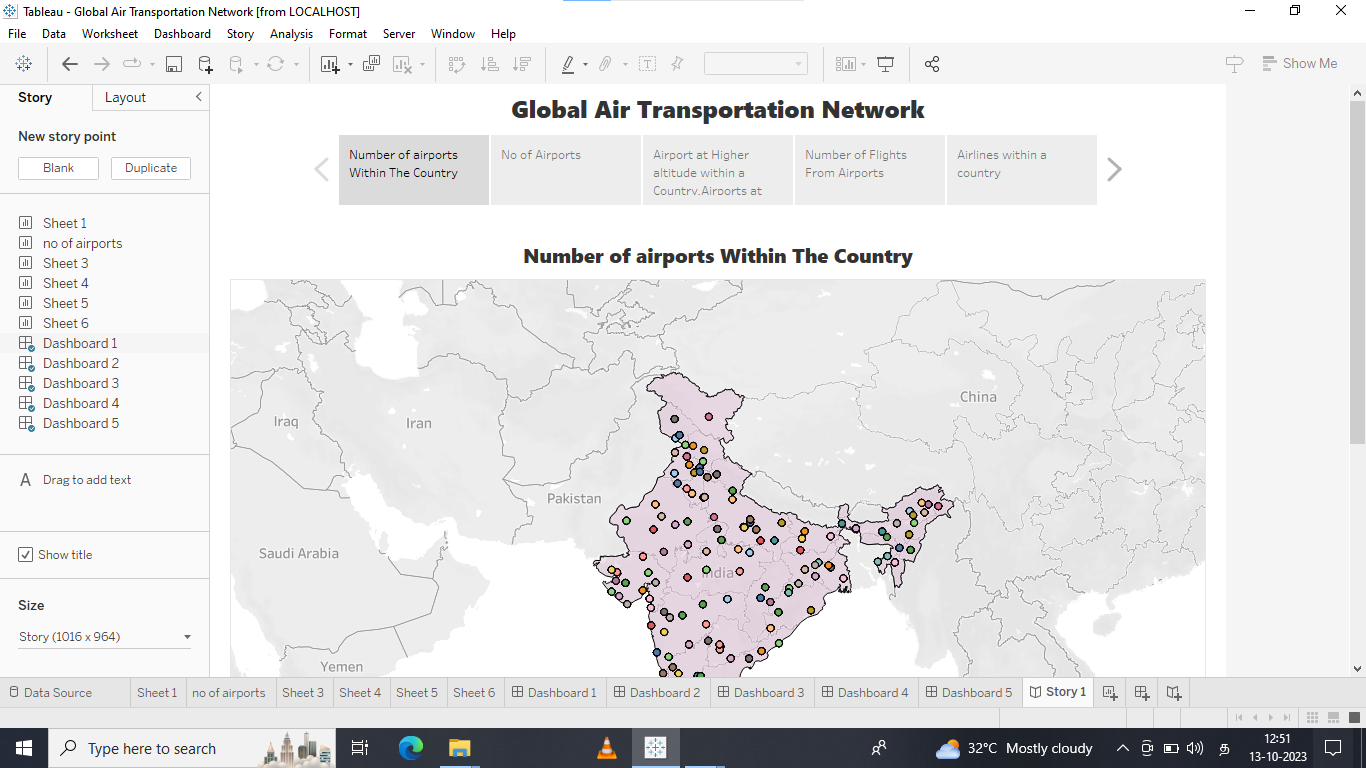 Tableau - Global Air Transportation Network [from LOCALHOST]
File Data Worksheet Dashboard Story Analysis Format Server Window Help
Show Me
Story Layout
New story point
Blank Duplicate
Sheet 1
no of airports
Sheet 3
Sheet 4
Sheet 5
Sheet 6
Dashboard 1
Dashboard 2
Dashboard 3
Dashboard 4
Dashboard 5
A Drag to add text
Show title
Size
Story (1016 x 964)
Global Air Transportation Network
Number of airports
Within The Country
No of Airports
Airport at Higher
altitude within a
Country.Airports at
Number of Flights
From Airports
Airlines within a
country
Number of airports Within The Country
China
Iraq
Iran
Pakistan
Saudi Arabia
India
Yemen
Data Source Sheet 1 no of airports Sheet 3 Sheet 4 Sheet 5 Sheet 6 Dashboard 1 Dashboard 2 Dashboard 3 Dashboard 4 Dashboard 5 Story 1
Type here to search
32°C Mostly cloudy
12:51
13-10-2023